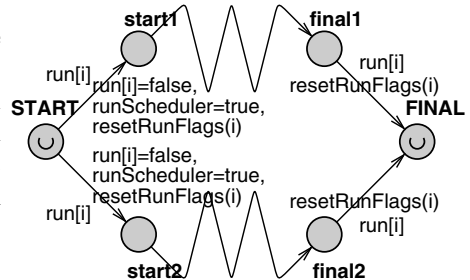 start1
final1
run[i]
run[i]
run[i]=false,
resetRunFlags(i)
runScheduler=true,
START
FINAL
resetRunFlags(i)
run[i]=false,
runScheduler=true,
resetRunFlags(i)
resetRunFlags(i)
run[i]
run[i]
start2
final2